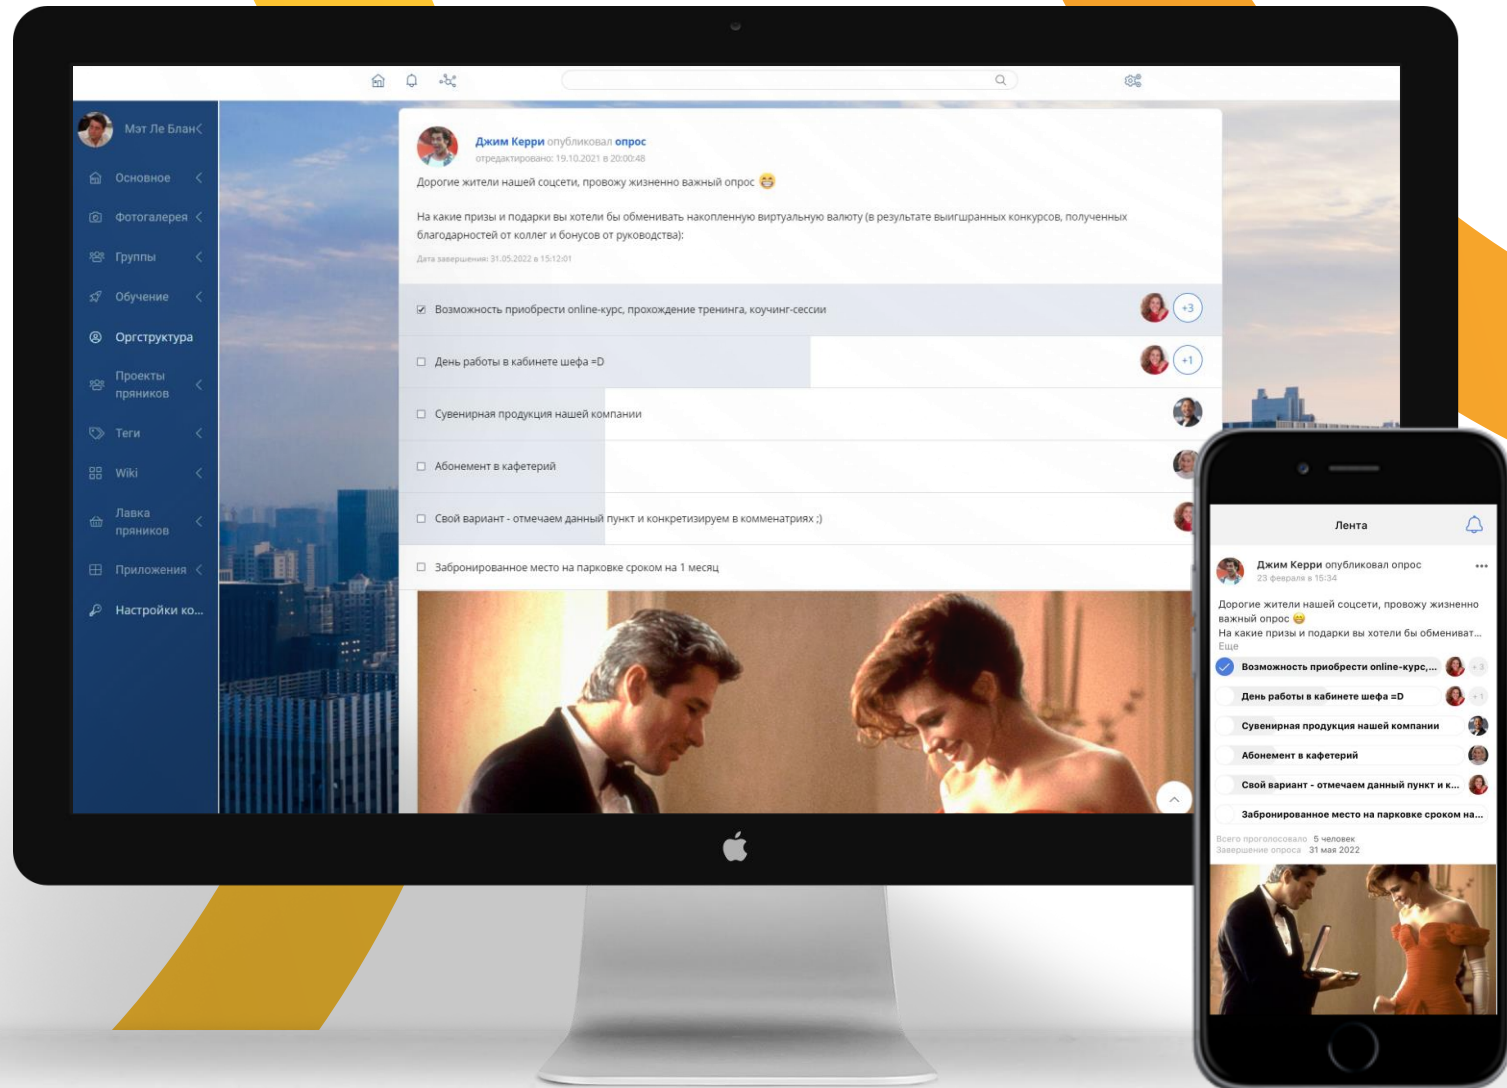 Мэт Ле Блан
Основное
Фотогалерея
Группы
Обучение
Оргструктура
Проекты
пряников
Теги
Wiki
Лавка
пряников
Приложения
Настройки ко...
Джим Керри опубликовал опрос
отредактировано: 19.10.2021 в 20:00:48
Дорогие жители нашей соцсети, провожу жизненно важный опрос 😁
На какие призы и подарки вы хотели бы обменивать накопленную виртуальную валюту (в результате выигранных конкурсов, полученных
благодарностей от коллег и бонусов от руководства):
Дата завершения: 31.05.2022 в 15:12:01
Возможность приобрести online-курс, прохождение тренинга, коучинг-сессии
+3
День работы в кабинете шефа =D
+1
Сувенирная продукция нашей компании
Абонемент в кафетерий
Свой вариант - отмечаем данный пункт и конкретизируем в комменатриях ;)
Забронированное место на парковке сроком на 1 месяц
Лента
Джим Керри опубликовал опрос
23 февраля в 15:34
Дорогие жители нашей соцсети, провожу жизненно
важный опрос 😁
На какие призы и подарки вы хотели бы обмениват...
Еще
Возможность приобрести online-курс,...
+ 3
День работы в кабинете шефа =D
+ 1
Сувенирная продукция нашей компании
Абонемент в кафетерий
Свой вариант - отмечаем данный пункт и к...
Забронированное место на парковке сроком на...
Всего проголосовало 5 человек
Завершение опроса 31 мая 2022